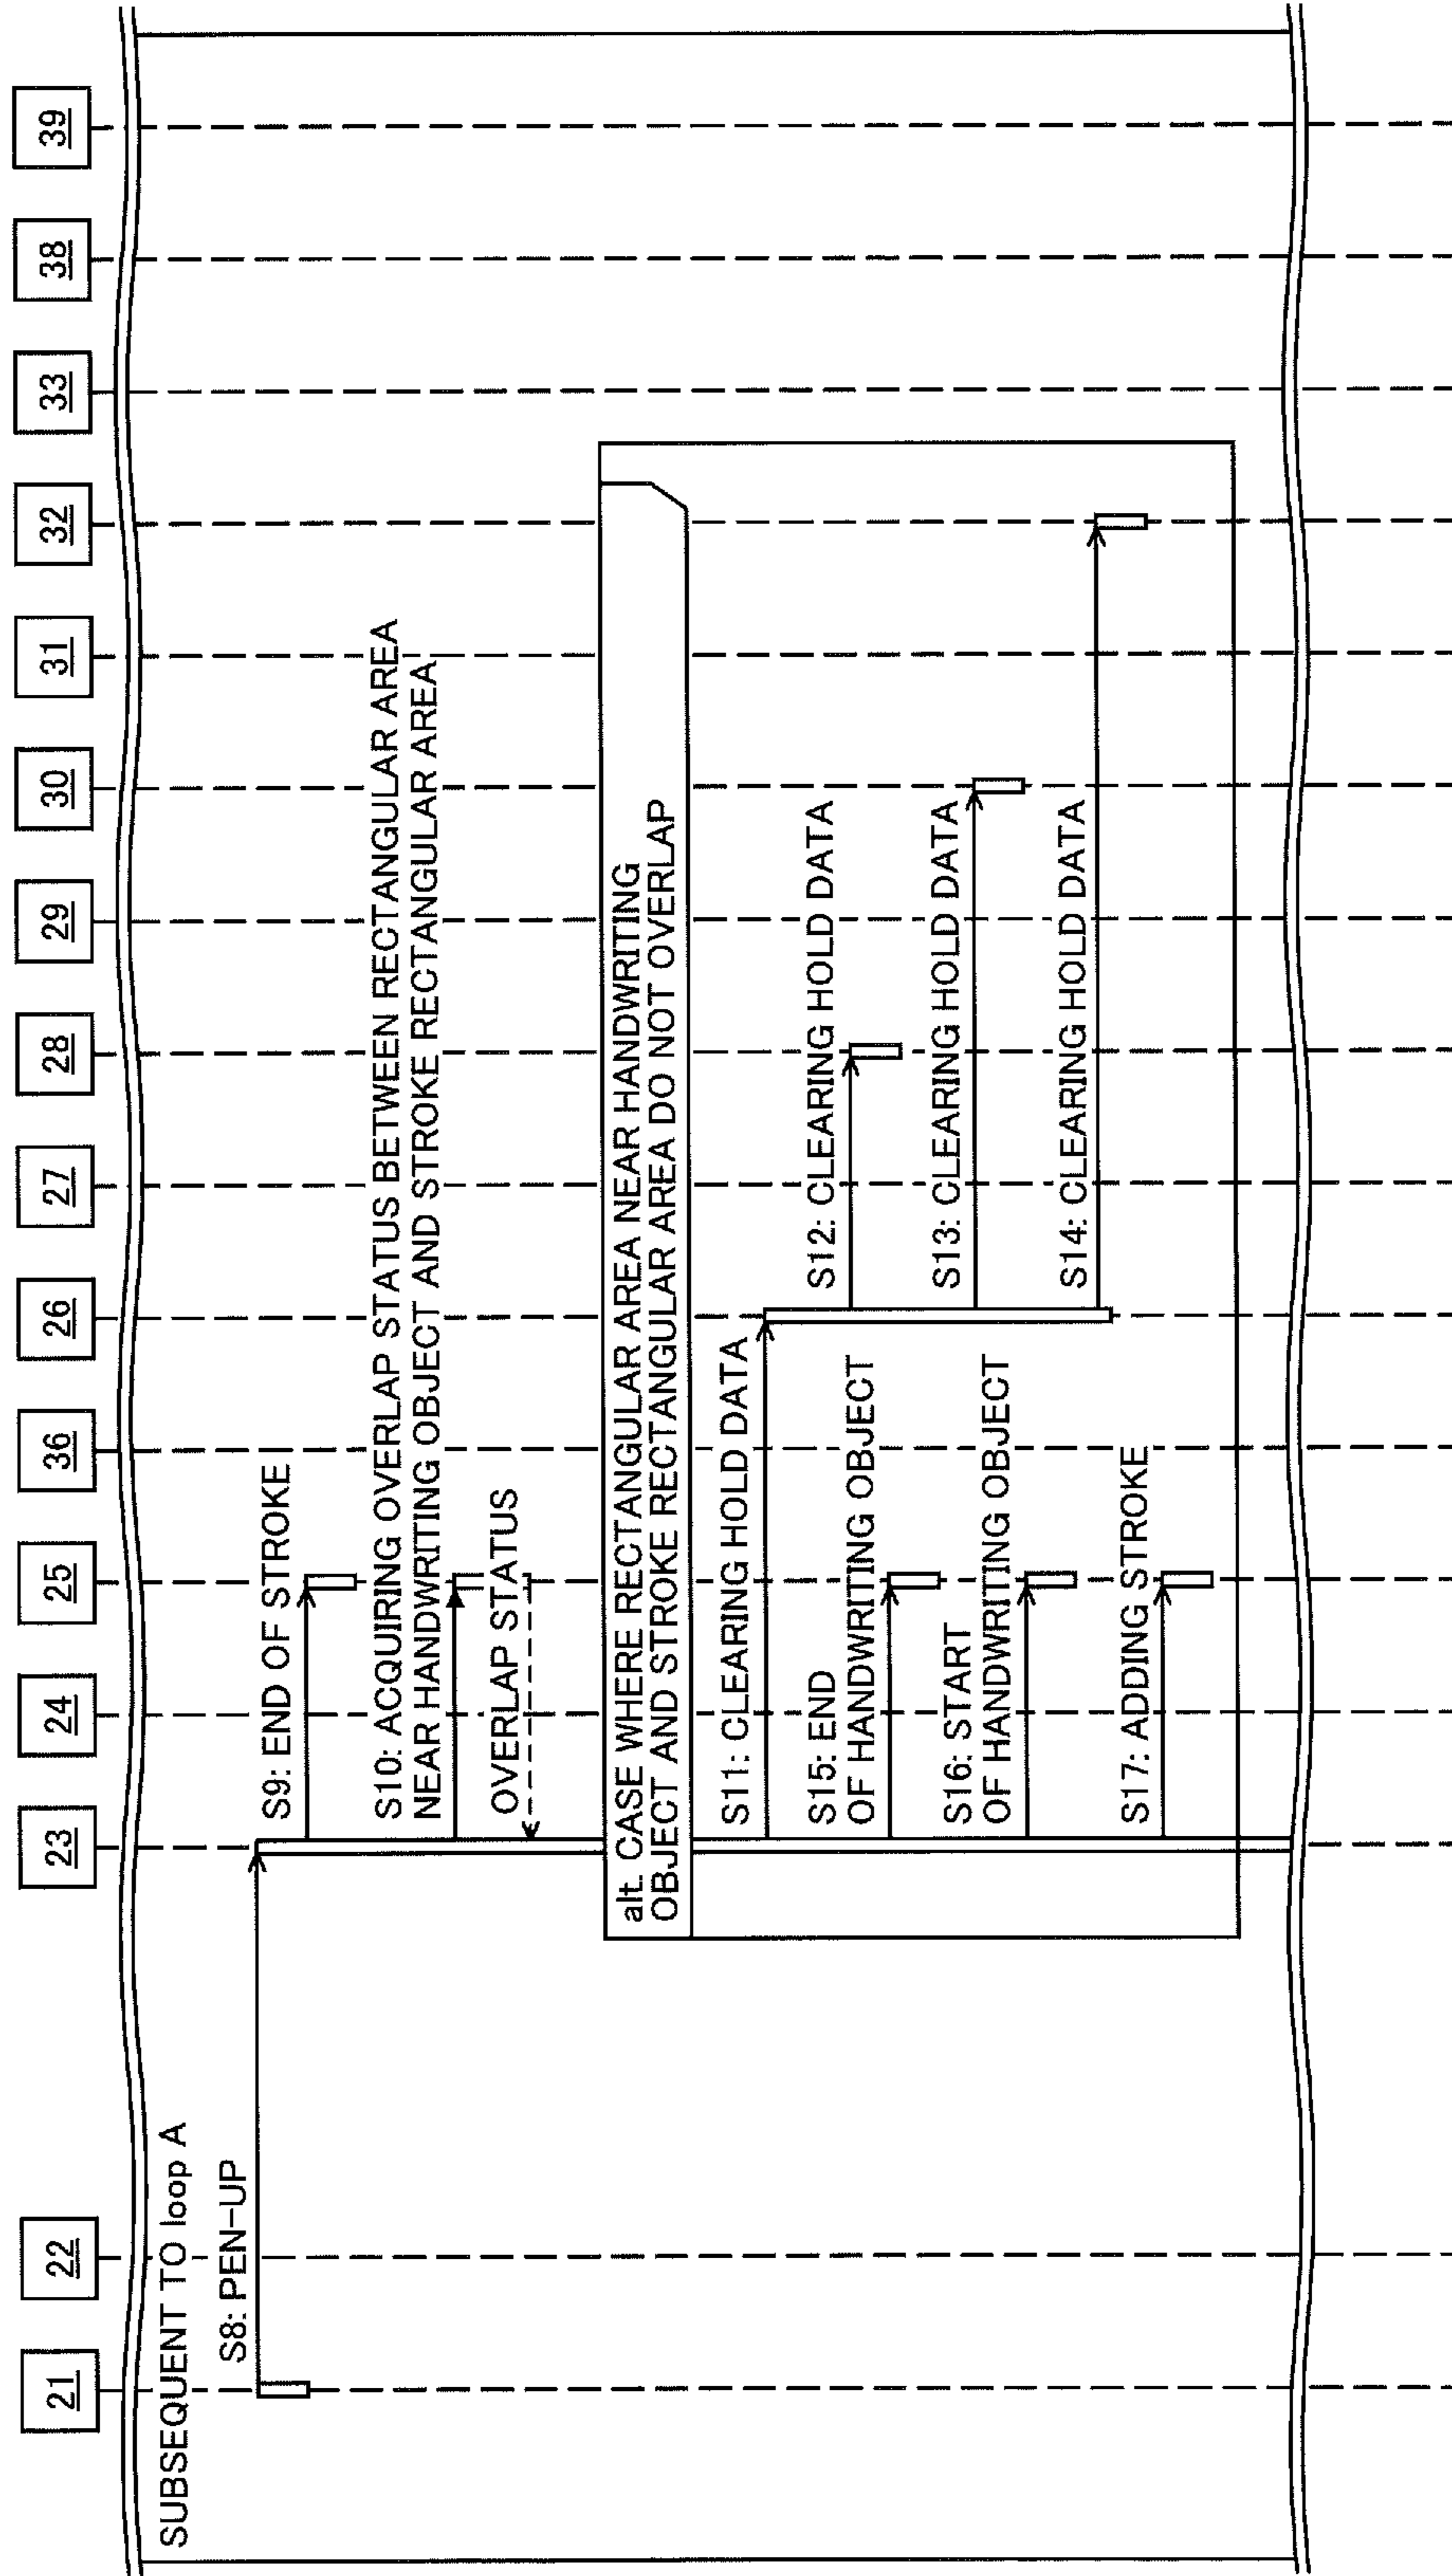 21
22
23
24
25
36
26
27
28
29
30
31
32
33
38
39
SUBSEQUENT TO loop A
S8: PEN-UP
S9: END OF STROKE
S10: ACQUIRING OVERLAP STATUS BETWEEN RECTANGULAR AREA
NEAR HANDWRITING OBJECT AND STROKE RECTANGULAR AREA
OVERLAP STATUS
alt. CASE WHERE RECTANGULAR AREA NEAR HANDWRITING
OBJECT AND STROKE RECTANGULAR AREA DO NOT OVERLAP
S11: CLEARING HOLD DATA
S12: CLEARING HOLD DATA
S13: CLEARING HOLD DATA
S14: CLEARING HOLD DATA
S15: END
OF HANDWRITING OBJECT
S16: START
OF HANDWRITING OBJECT
S17: ADDING STROKE